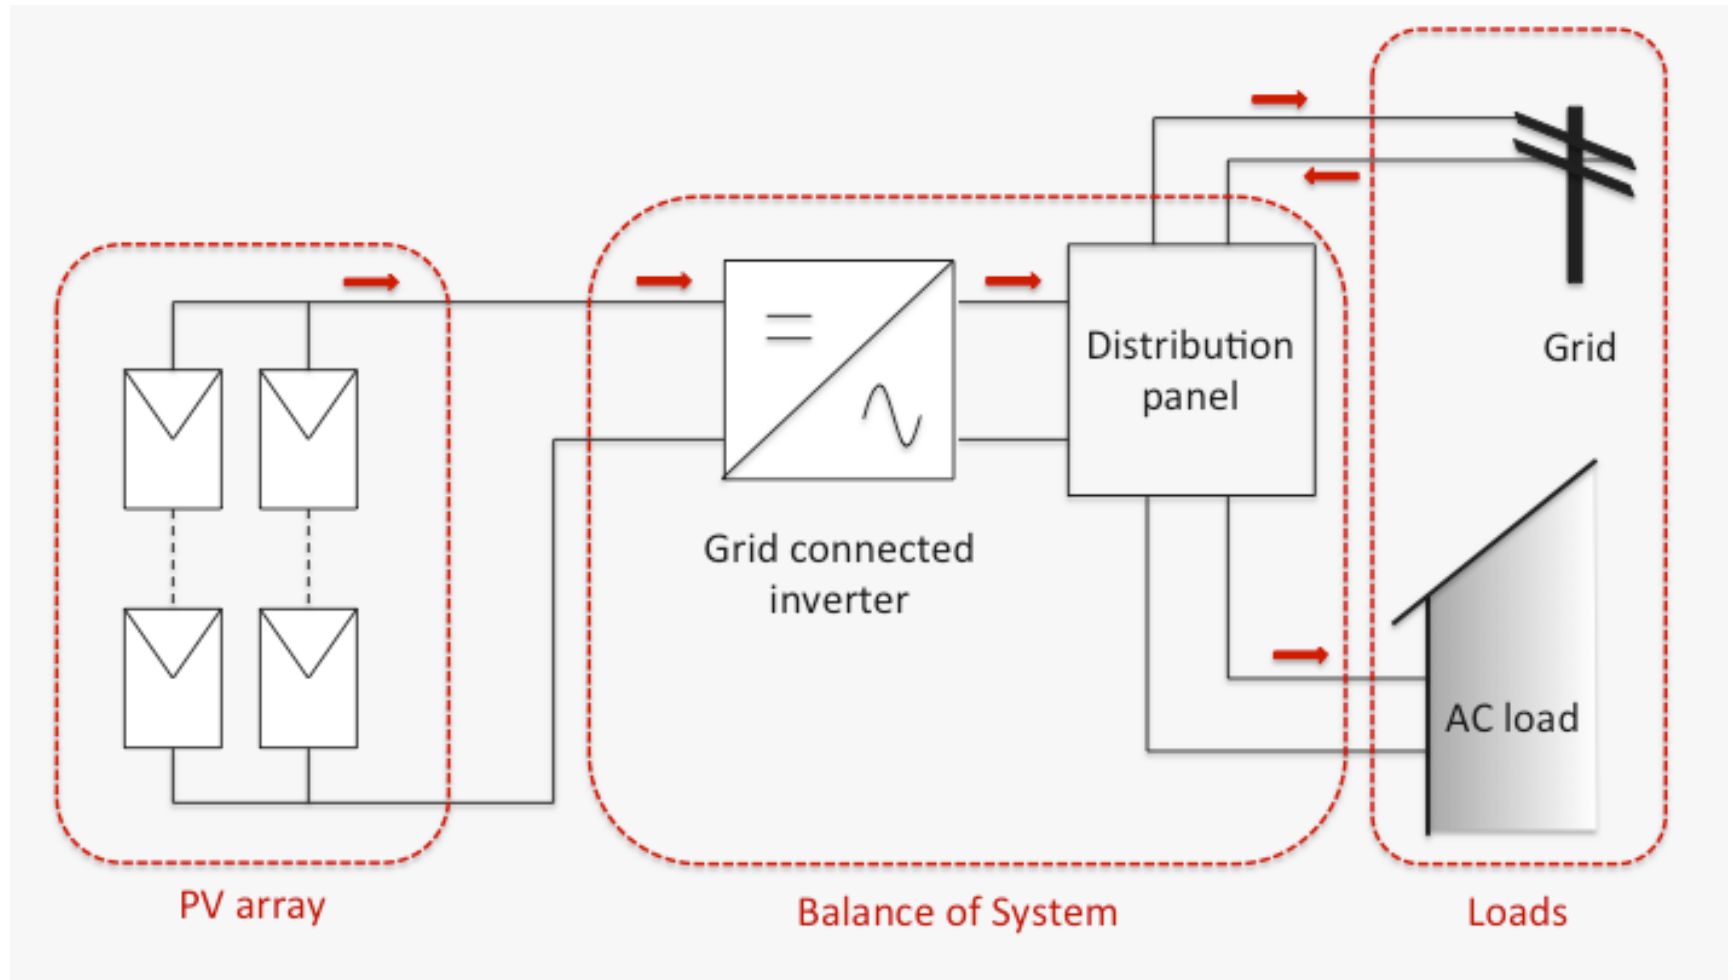 Grid
Distribution
panel
Grid connected
inverter
AC load
PV array
Balance of System
Loads